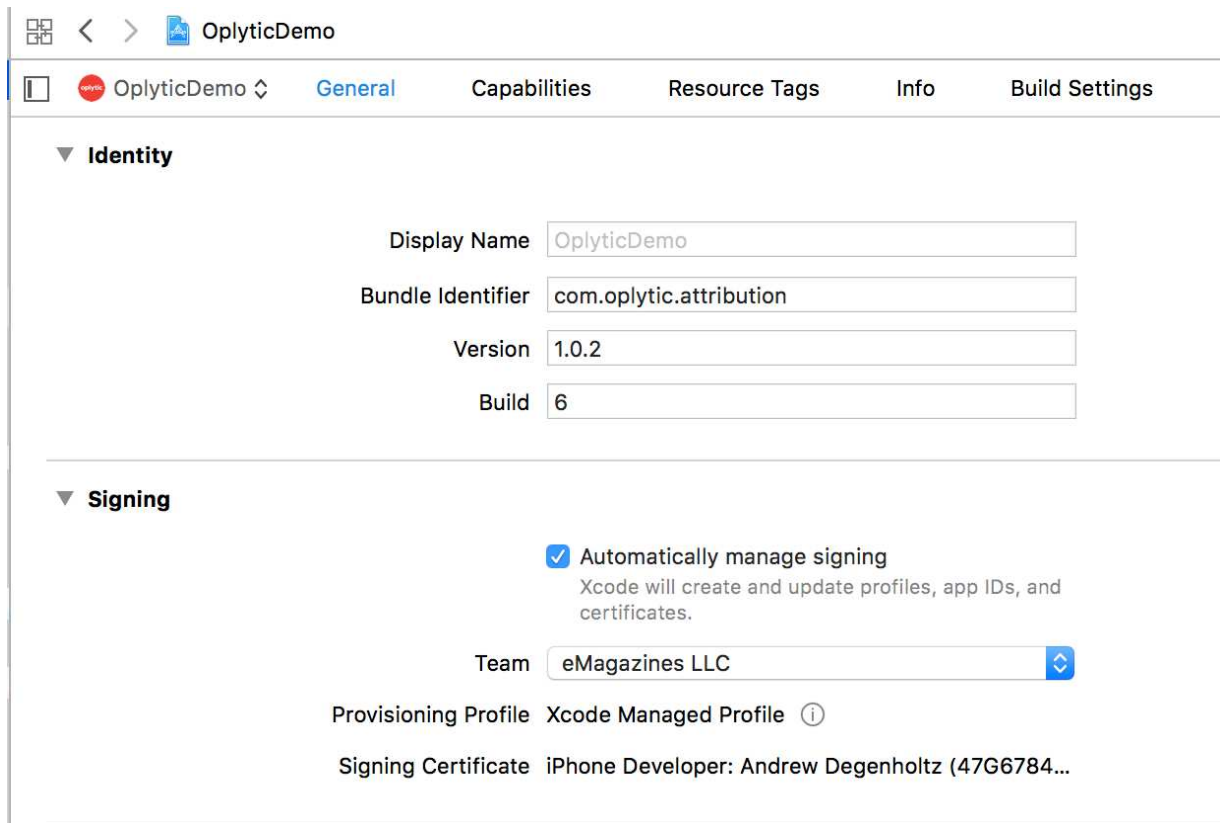 OplyticDemo
oplytic OplyticDemo General Capabilities Resource Tags Info Build Settings
Identity
Display Name OplyticDemo
Bundle Identifier com.oplytic.attribution
Version 1.0.2
Build 6
Signing
Automatically manage signing
Xcode will create and update profiles, app IDs, and
certificates.
Team eMagazines LLC
Provisioning Profile Xcode Managed Profile
Signing Certificate iPhone Developer: Andrew Degenholtz (47G6784...